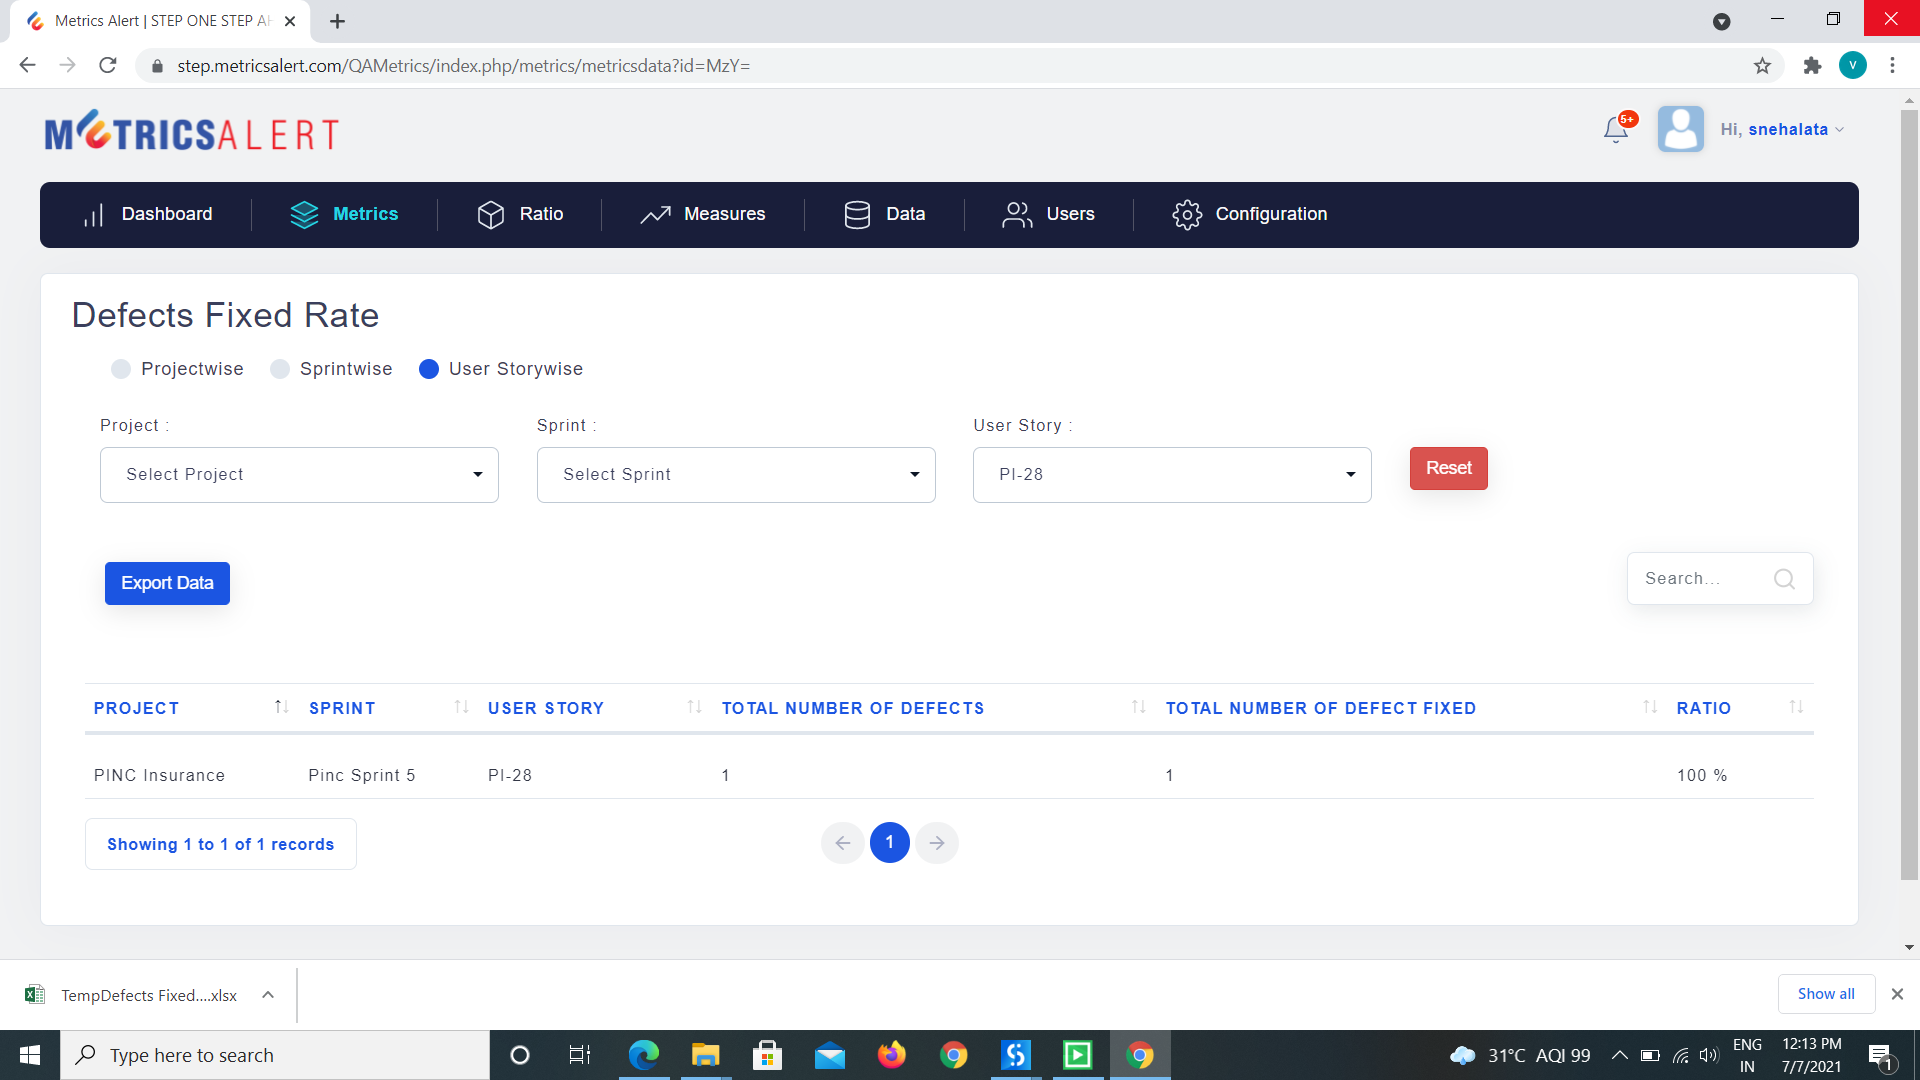 Metrics Alert | STEP ONE STEP AH
step.metricsalert.com/QAMetrics/index.php/metrics/metricsdata?id=MzY=
V
METRICSALERT
5+
Hi, snehalata
Dashboard Metrics Ratio Measures Data Users Configuration
Defects Fixed Rate
Projectwise Sprintwise User Storywise
Project : Sprint : User Story :
Select Project Select Sprint PI-28 Reset
Export Data Search...
PROJECT SPRINT USER STORY TOTAL NUMBER OF DEFECTS TOTAL NUMBER OF DEFECT FIXED RATIO
PINC Insurance Pinc Sprint 5 PI-28 1 1 100 %
Showing 1 to 1 of 1 records 1
TempDefects Fixed....xlsx Show all
Type here to search 31°C AQI 99 ENG 12:13 PM
IN 7/7/2021 1